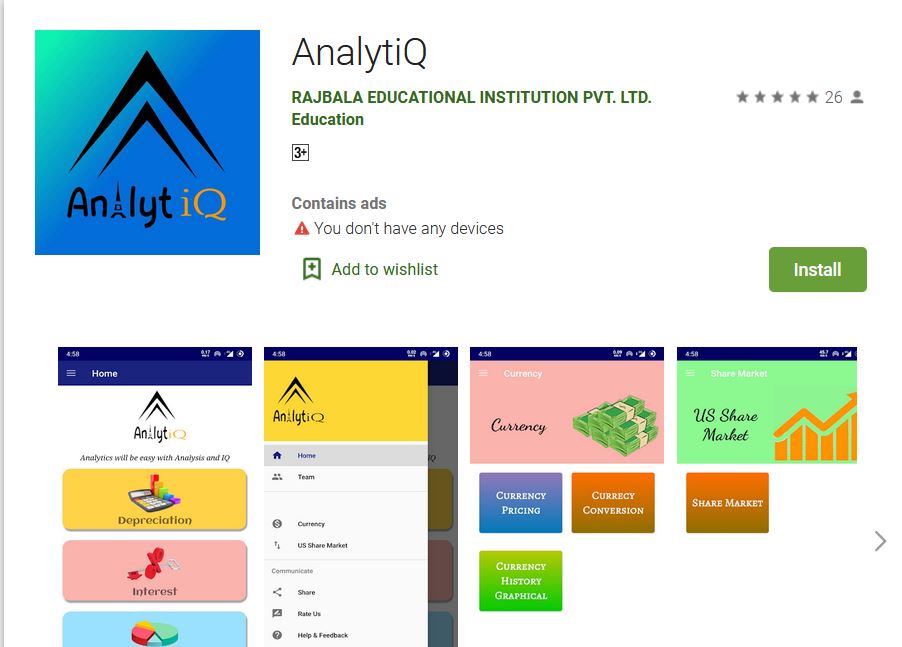 AnalytiQ
AnalytiQ
RAJBALA EDUCATIONAL INSTITUTION PVT. LTD.
26
Education
3+
Contains ads
You don't have any devices
Add to wishlist
Install
4:58
Home
AnalytiQ
Analytics will be easy with Analysis and IQ
Depreciation
Interest
4:58
AnalytiQ
Home
Team
Currency
US Share Market
Communicate
Share
Rate Us
Help & Feedback
IQ
4:58
Currency
Currency
CURRENCY
PRICING
CURRECY
CONVERSION
CURRENCY
HISTORY
GRAPHICAL
4:58
Share Market
US Share
Market
SHARE MARKET